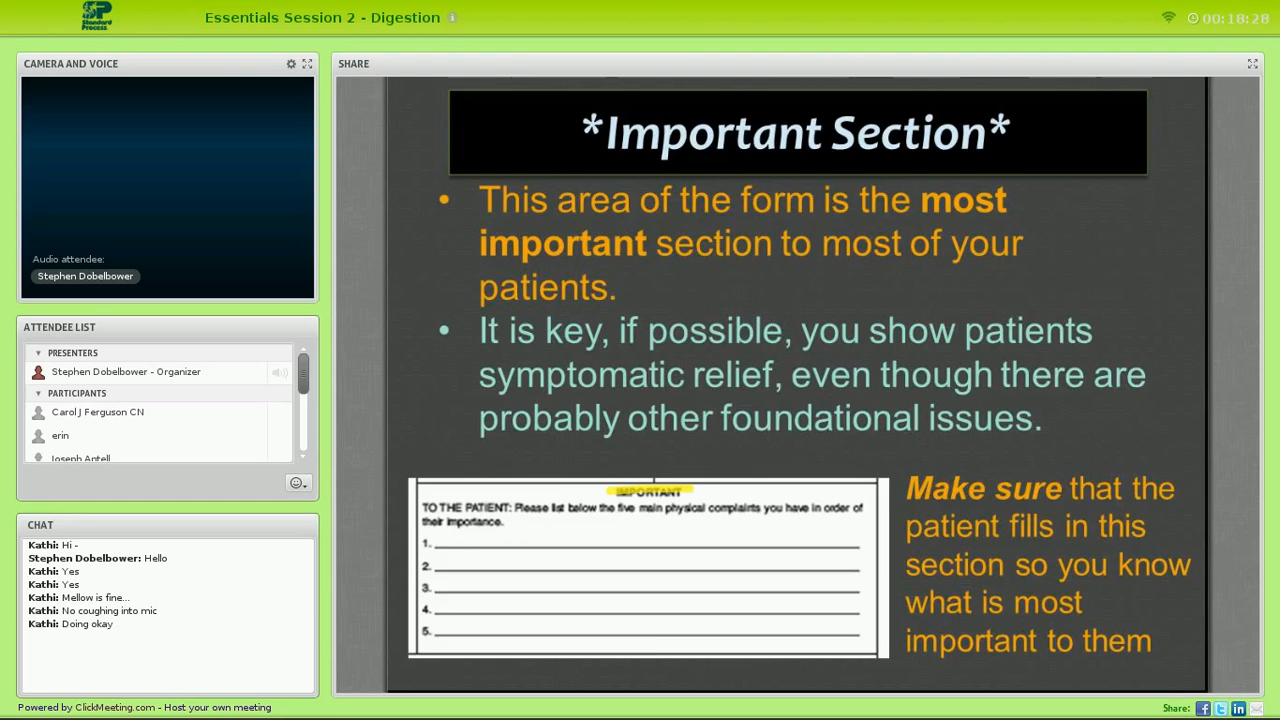 SP
Standard
Process
Essentials Session 2 - Digestion
00:18:28
CAMERA AND VOICE
Audio attendee:
Stephen Dobelbower
ATTENDEE LIST
PRESENTERS
Stephen Dobelbower - Organizer
PARTICIPANTS
Carol J Ferguson CN
erin
Joseph Antell
CHAT
Kathi: Hi -
Stephen Dobelbower: Hello
Kathi: Yes
Kathi: Yes
Kathi: Mellow is fine...
Kathi: No coughing into mic
Kathi: Doing okay
SHARE
*Important Section*
• This area of the form is the most
important section to most of your
patients.
• It is key, if possible, you show patients
symptomatic relief, even though there are
probably other foundational issues.
IMPORTANT
TO THE PATIENT: Please list below the five main physical complaints you have in order of
their importance.
1.
2.
3.
4.
5.
Make sure that the
patient fills in this
section so you know
what is most
important to them
Powered by ClickMeeting.com - Host your own meeting
Share: